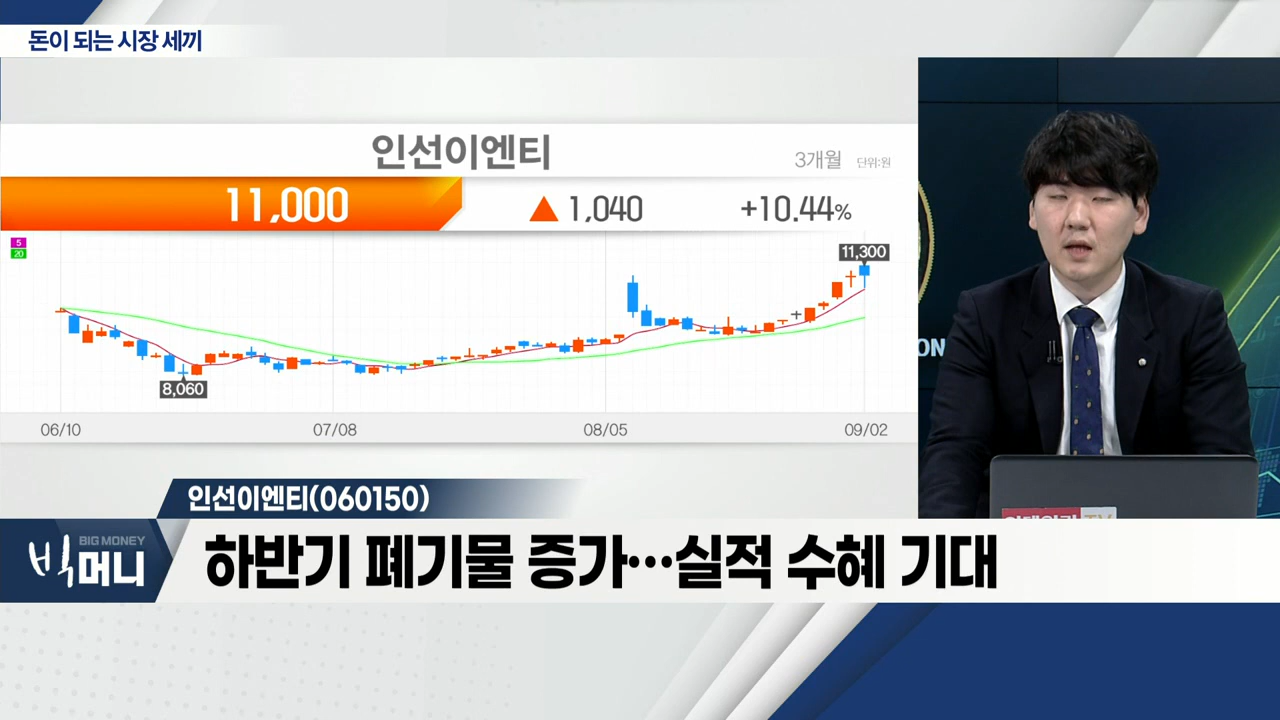 돈이 되는 시장 세끼
인선이엔티
3개월 단위:원
11,000 ▲ 1,040 +10.44%
5
20
11,300
8,060
06/10 07/08 08/05 09/02
ON
인선이엔티(060150)
BIG MONEY
빅머니
하반기 폐기물 증가…실적 수혜 기대